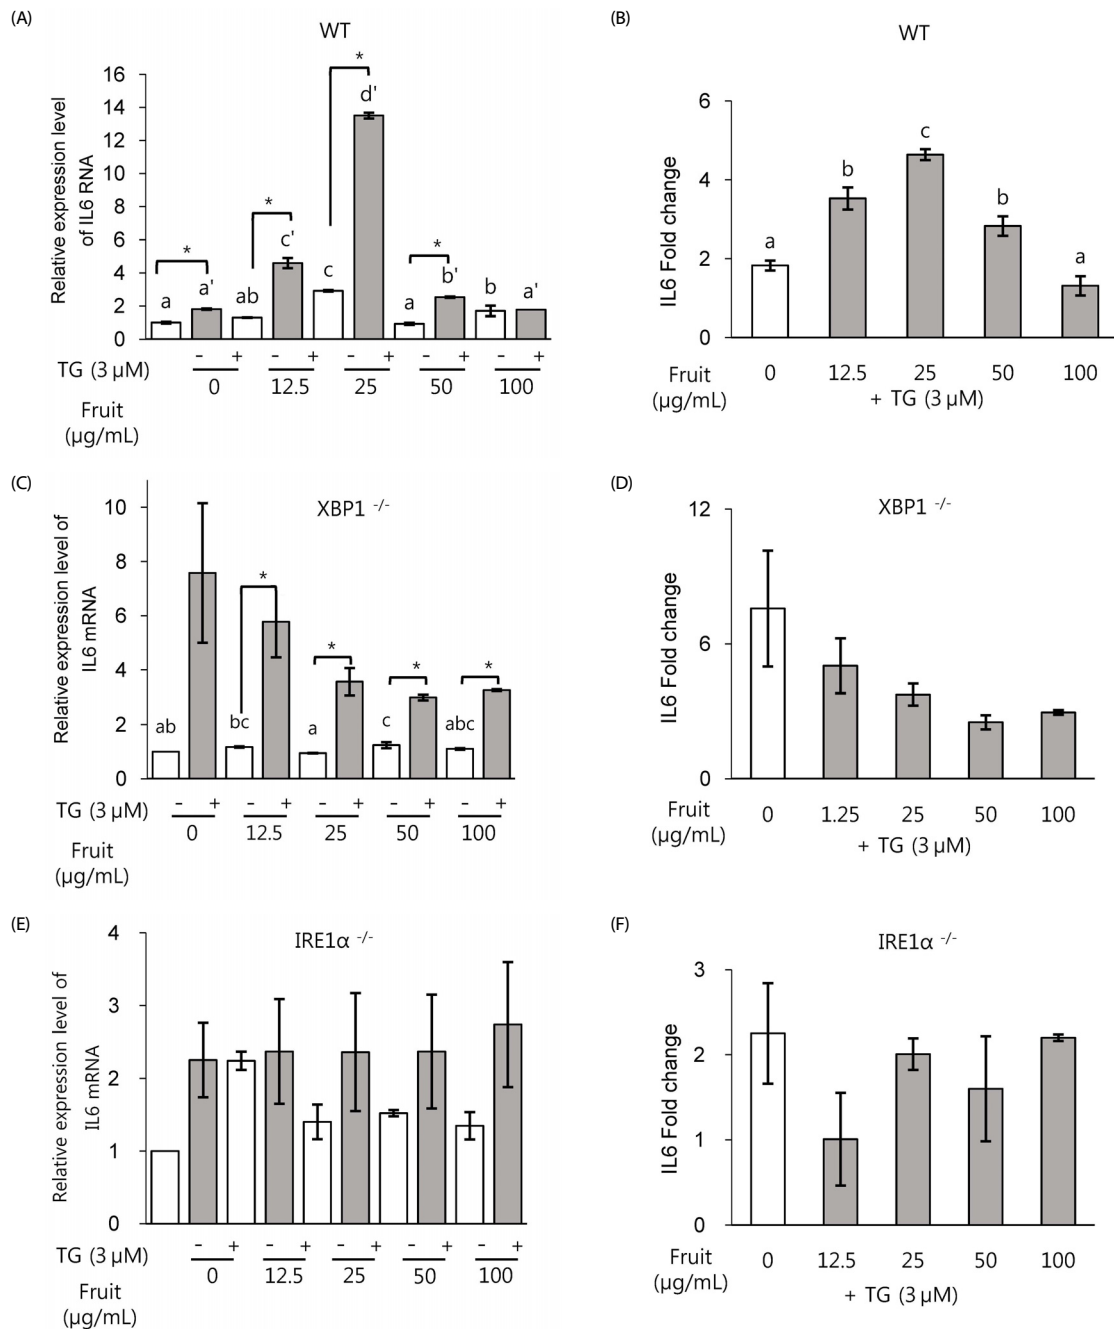 (A)
WT
Relative expression level
of IL6 RNA
16
14
12
10
8
6
4
2
0
a * a' ab * c' c * d' a * b' b a'
- + - + - + - + - +
TG (3 µM)
0 12.5 25 50 100
Fruit
(µg/mL)
(B)
WT
IL6 Fold change
6
4
2
0
a b c b a
Fruit
(µg/mL)
0 12.5 25 50 100
+ TG (3 µM)
(C)
XBP1 -/-
Relative expression level of
IL6 mRNA
10
8
6
4
2
0
ab bc * a * c * abc *
- + - + - + - + - +
TG (3 µM)
0 12.5 25 50 100
Fruit
(µg/mL)
(D)
XBP1 -/-
IL6 Fold change
12
6
0
Fruit
(µg/mL)
0 1.25 25 50 100
+ TG (3 µM)
(E)
IRE1α -/-
Relative expression level of
IL6 mRNA
4
3
2
1
0
- + - + - + - + - +
TG (3 µM)
0 12.5 25 50 100
Fruit
(µg/mL)
(F)
IRE1α -/-
IL6 Fold change
3
2
1
0
Fruit
(µg/mL)
0 12.5 25 50 100
+ TG (3 µM)